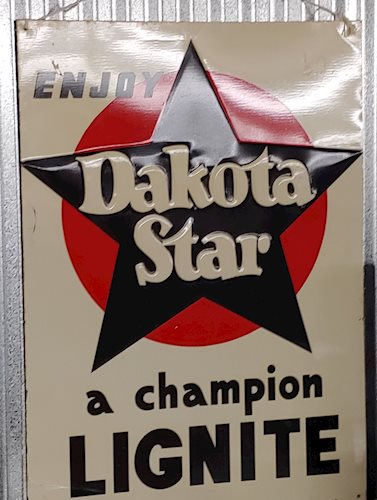 ENJOY
Dakota
Star
a champion
LIGNITE